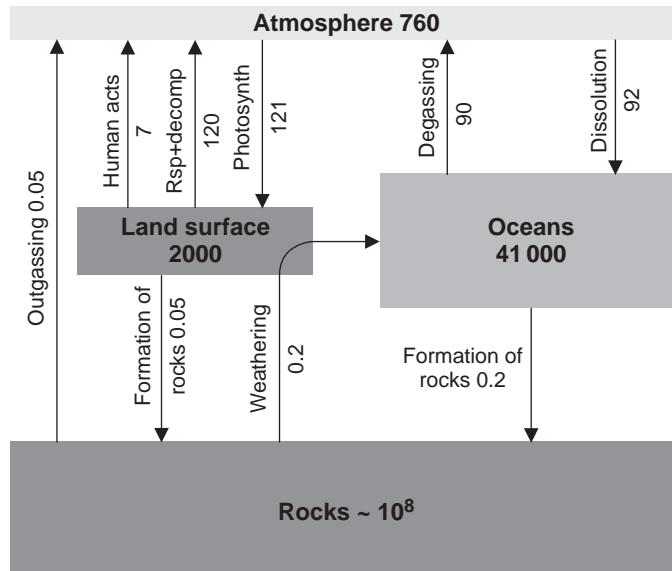 Atmosphere 760
Outgassing 0.05
Human acts
7
Rsp+decomp
120
Photosynth
121
Degassing
90
Dissolution
92
Land surface
2000
Oceans
41 000
Formation of
rocks 0.05
Weathering
0.2
Formation of
rocks 0.2
Rocks ~ 10⁸